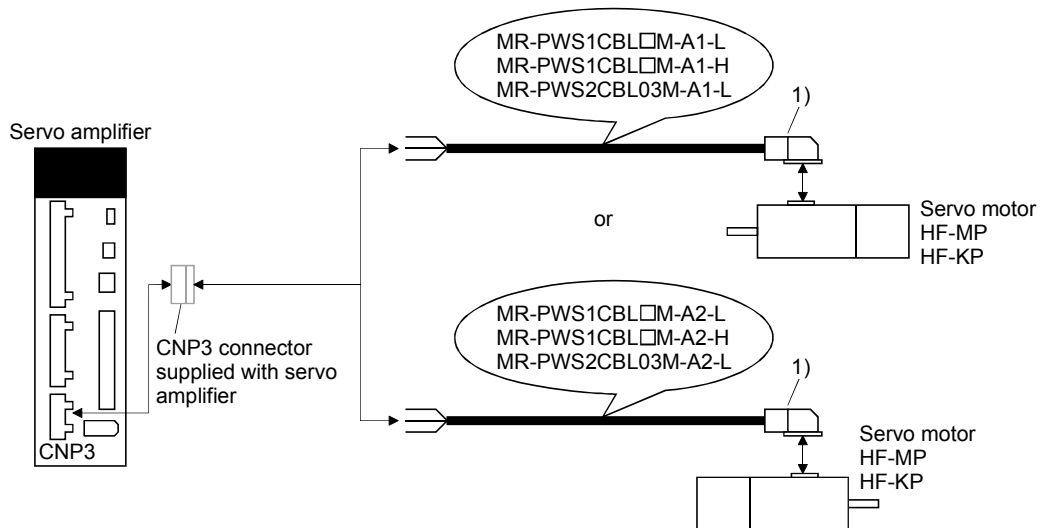 MR-PWS1CBL□M-A1-L
MR-PWS1CBL□M-A1-H
MR-PWS2CBL03M-A1-L
1)
Servo amplifier
Servo motor
HF-MP
HF-KP
or
CNP3 connector
supplied with servo
amplifier
CNP3
MR-PWS1CBL□M-A2-L
MR-PWS1CBL□M-A2-H
MR-PWS2CBL03M-A2-L
1)
Servo motor
HF-MP
HF-KP